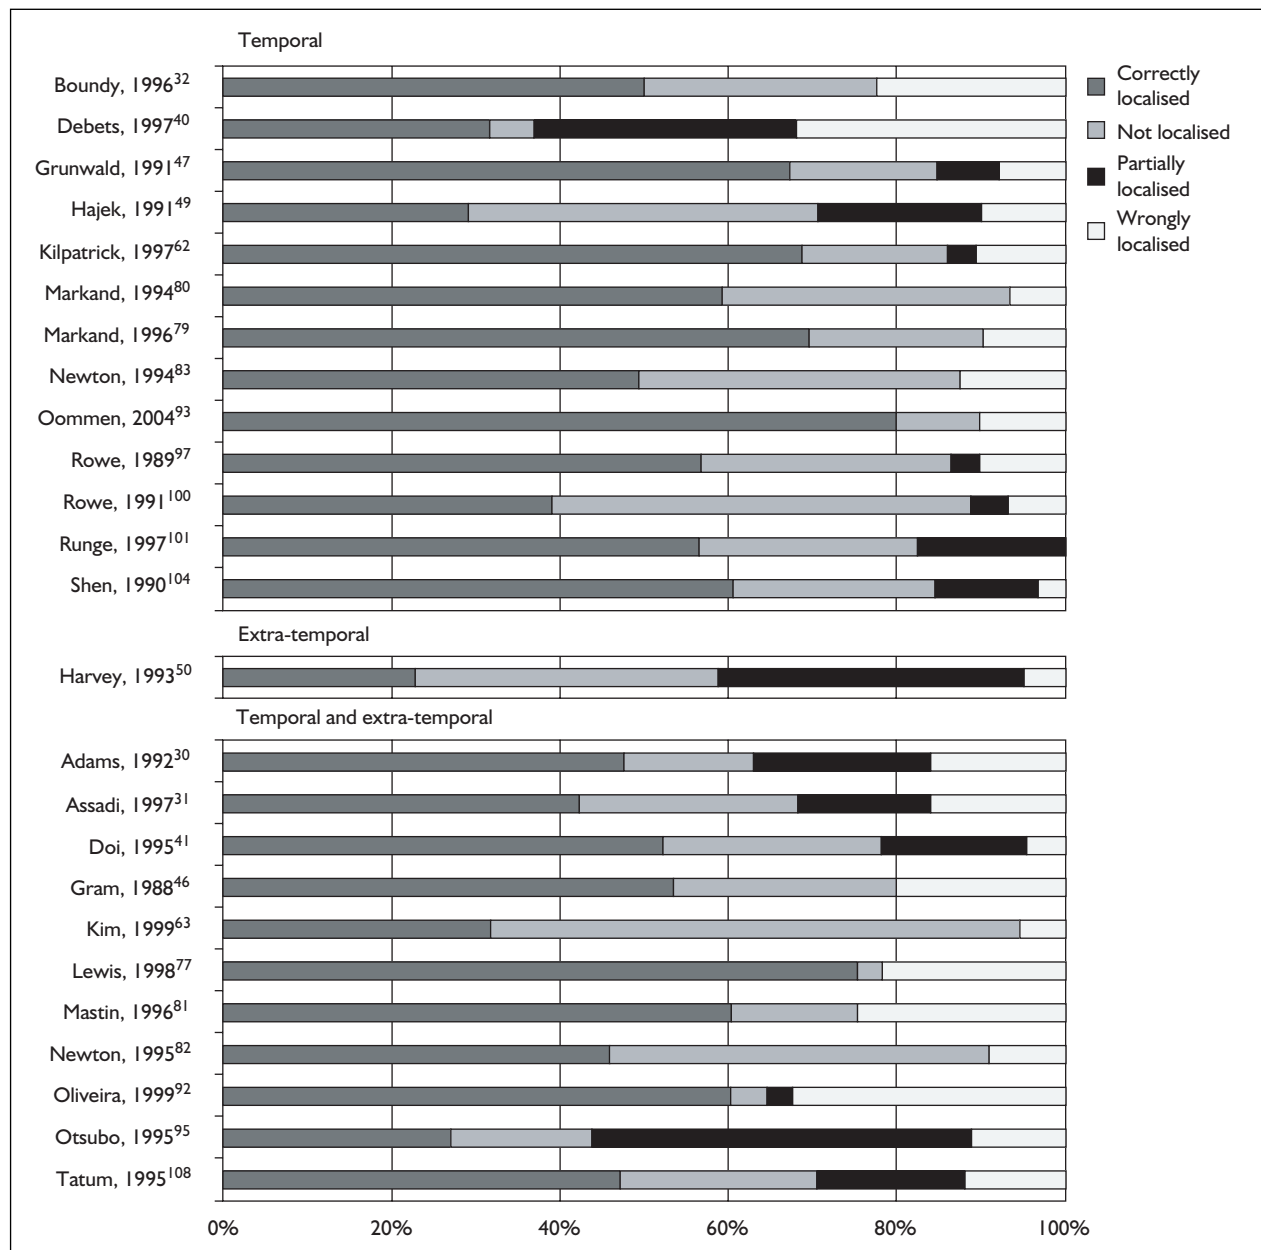 Temporal
Boundy, 1996³²
Debets, 1997⁴⁰
Grunwald, 1991⁴⁷
Hajek, 1991⁴⁹
Kilpatrick, 1997⁶²
Markand, 1994⁸⁰
Markand, 1996⁷⁹
Newton, 1994⁸³
Oommen, 2004⁹³
Rowe, 1989⁹⁷
Rowe, 1991¹⁰⁰
Runge, 1997¹⁰¹
Shen, 1990¹⁰⁴
Extra-temporal
Harvey, 1993⁵⁰
Temporal and extra-temporal
Adams, 1992³⁰
Assadi, 1997³¹
Doi, 1995⁴¹
Gram, 1988⁴⁶
Kim, 1999⁶³
Lewis, 1998⁷⁷
Mastin, 1996⁸¹
Newton, 1995⁸²
Oliveira, 1999⁹²
Otsubo, 1995⁹⁵
Tatum, 1995¹⁰⁸
0% 20% 40% 60% 80% 100%
Correctly
localised
Not localised
Partially
localised
Wrongly
localised